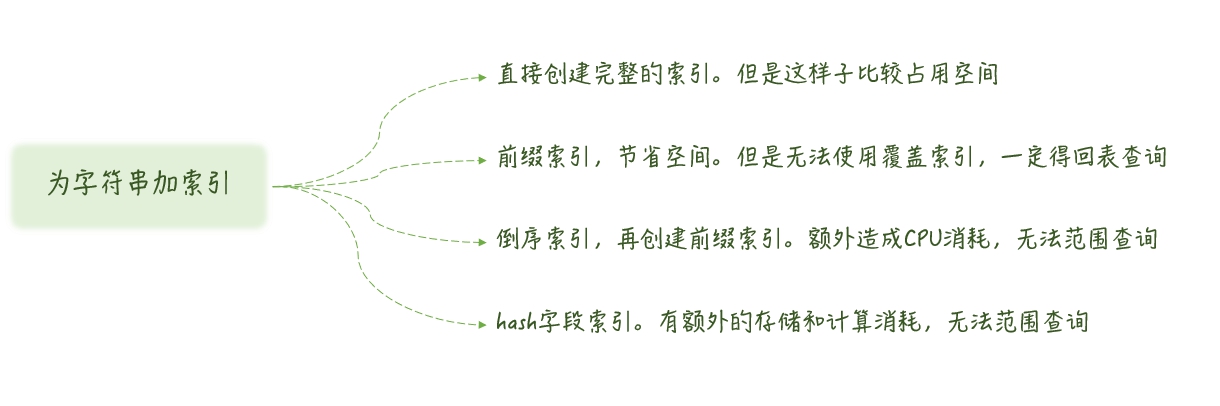 为字符串加索引
直接创建完整的索引。但是这样子比较占用空间
前缀索引，节省空间。但是无法使用覆盖索引，一定得回表查询
倒序索引，再创建前缀索引。额外造成CPU消耗，无法范围查询
hash字段索引。有额外的存储和计算消耗，无法范围查询